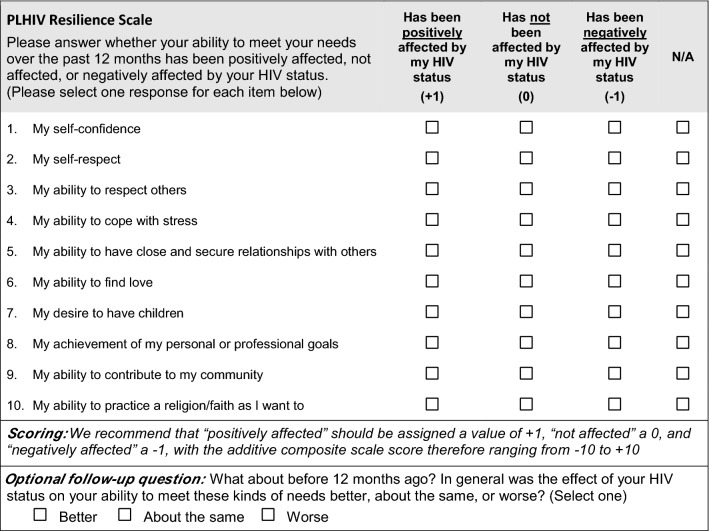 PLHIV Resilience Scale
Please answer whether your ability to meet your needs
over the past 12 months has been positively affected, not
affected, or negatively affected by your HIV status.
(Please select one response for each item below)
Has been
positively
affected by
my HIV
status
(+1)
Has not
been
affected by
my HIV
status
(0)
Has been
negatively
affected by
my HIV
status
(-1)
N/A
1. My self-confidence
2. My self-respect
3. My ability to respect others
4. My ability to cope with stress
5. My ability to have close and secure relationships with others
6. My ability to find love
7. My desire to have children
8. My achievement of my personal or professional goals
9. My ability to contribute to my community
10. My ability to practice a religion/faith as I want to
Scoring: We recommend that “positively affected” should be assigned a value of +1, “not affected” a 0, and
“negatively affected” a -1, with the additive composite scale score therefore ranging from -10 to +10
Optional follow-up question: What about before 12 months ago? In general was the effect of your HIV
status on your ability to meet these kinds of needs better, about the same, or worse? (Select one)
☐ Better ☐ About the same ☐ Worse